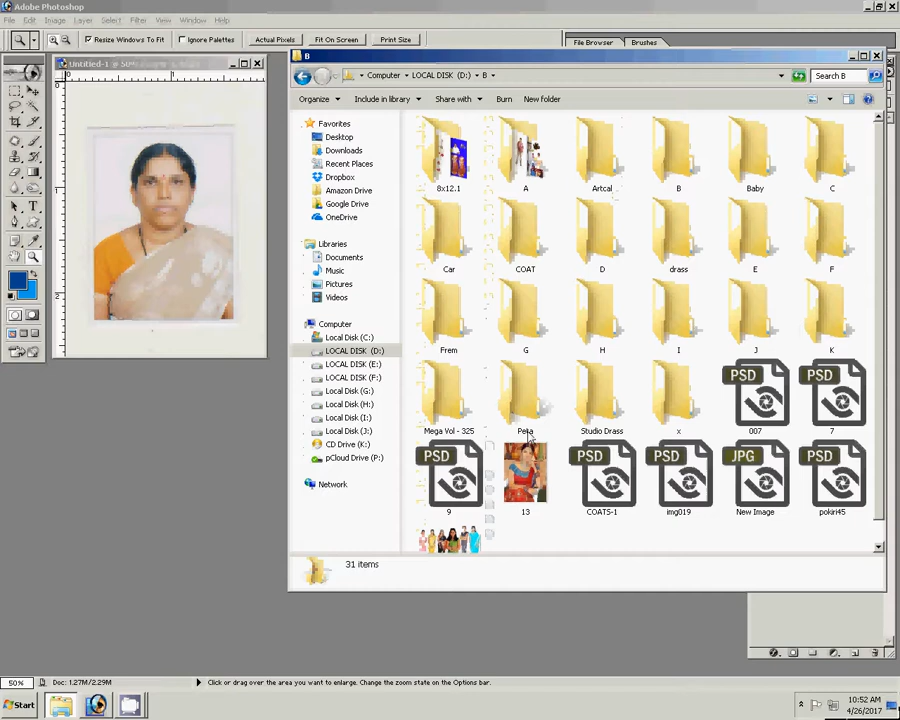 Adobe Photoshop
File Edit Image Layer Select Filter View Window Help
Resize Windows To Fit Ignore Palettes Actual Pixels Fit On Screen Print Size File Browser Brushes
Untitled-1 @ 50%
B
Computer LOCAL DISK (D:) B Search B
Organize Include in library Share with Burn New folder
Favorites
Desktop
Downloads
Recent Places
Dropbox
Amazon Drive
Google Drive
OneDrive
Libraries
Documents
Music
Pictures
Videos
Computer
Local Disk (C:)
LOCAL DISK (D:)
LOCAL DISK (E:)
LOCAL DISK (F:)
Local Disk (G:)
Local Disk (H:)
Local Disk (I:)
Local Disk (J:)
CD Drive (K:)
pCloud Drive (P:)
Network
8x12.1 A Artcal B Baby C
Car COAT D drass E F
Frem G H I J K
PSD PSD
Mega Vol - 325 Studio Drass x 007 7
PSD PSD PSD JPG PSD
9 13 COATS-1 img019 New Image pokiri45
31 items
50% Doc: 1.27M/2.29M Click or drag over the area you want to enlarge. Change the zoom state on the Options bar.
Start 10:52 AM
4/26/2017